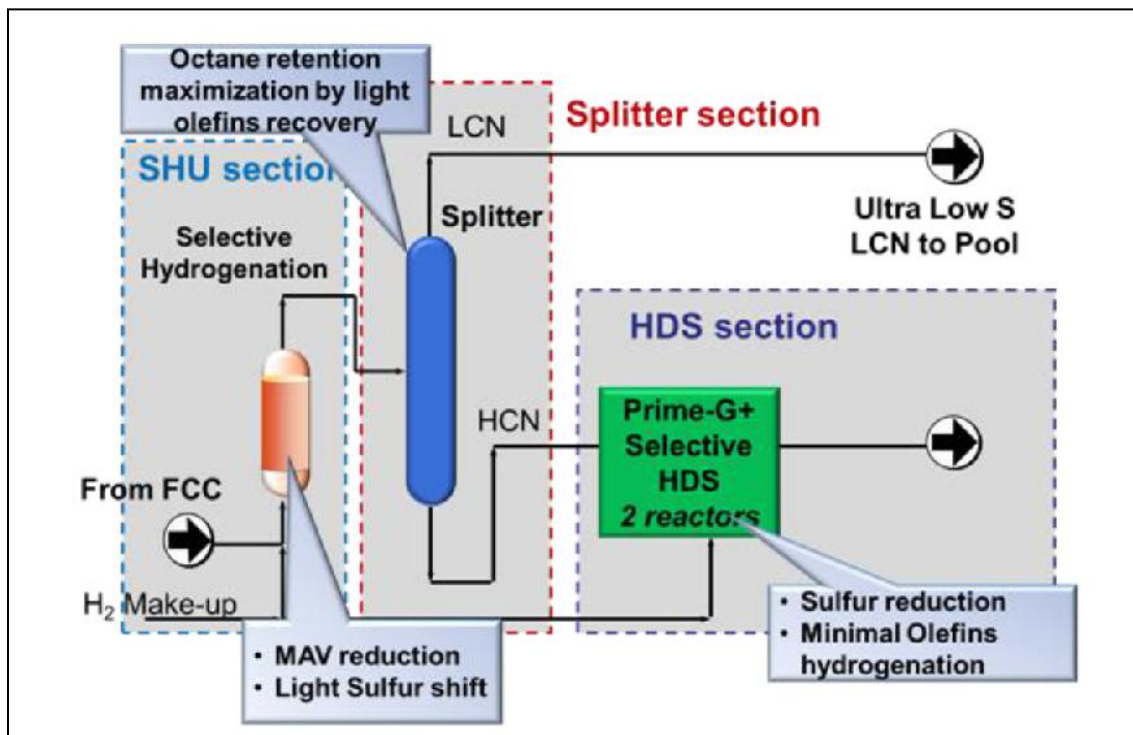 Octane retention
maximization by light
olefins recovery
LCN
Splitter section
SHU section
Selective
Hydrogenation
Splitter
Ultra Low S
LCN to Pool
HDS section
HCN
Prime-G+
Selective
HDS
2 reactors
From FCC
H₂ Make-up
• MAV reduction
• Light Sulfur shift
• Sulfur reduction
• Minimal Olefins
hydrogenation